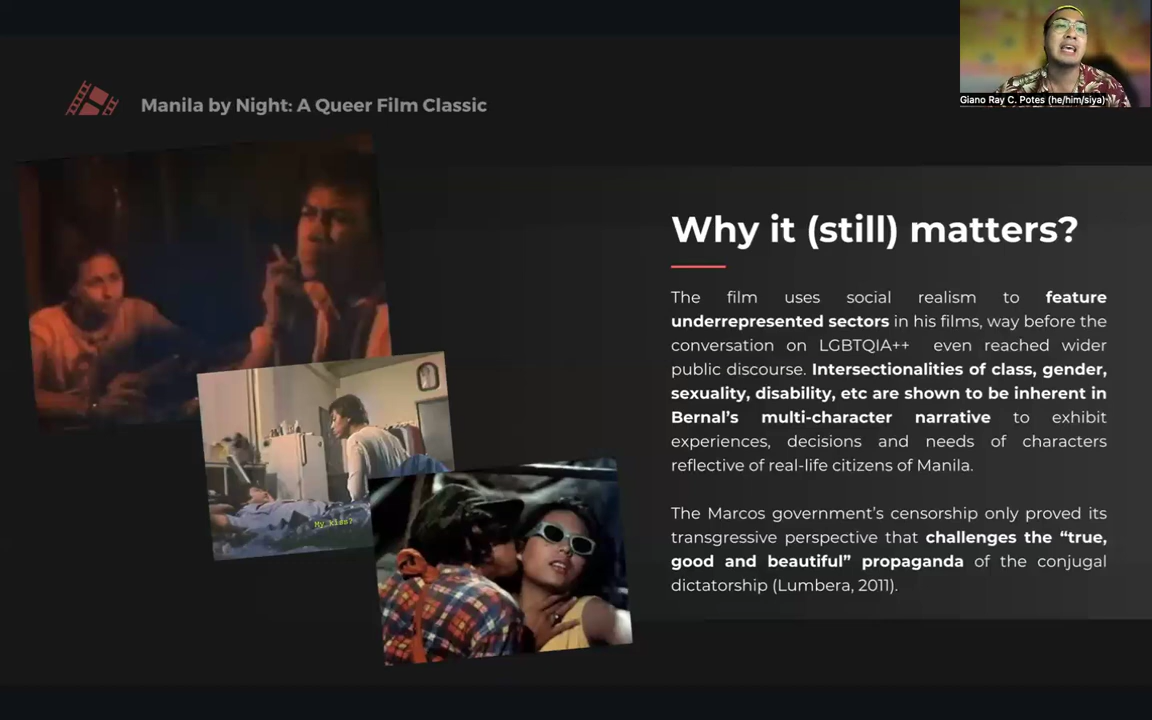 Giano Ray C. Potes (he/him/siya)
Manila by Night: A Queer Film Classic
My kiss?
Why it (still) matters?
The film uses social realism to feature
underrepresented sectors in his films, way before the
conversation on LGBTQIA++ even reached wider
public discourse. Intersectionalities of class, gender,
sexuality, disability, etc are shown to be inherent in
Bernal's multi-character narrative to exhibit
experiences, decisions and needs of characters
reflective of real-life citizens of Manila.
The Marcos government's censorship only proved its
transgressive perspective that challenges the “true,
good and beautiful” propaganda of the conjugal
dictatorship (Lumbera, 2011).